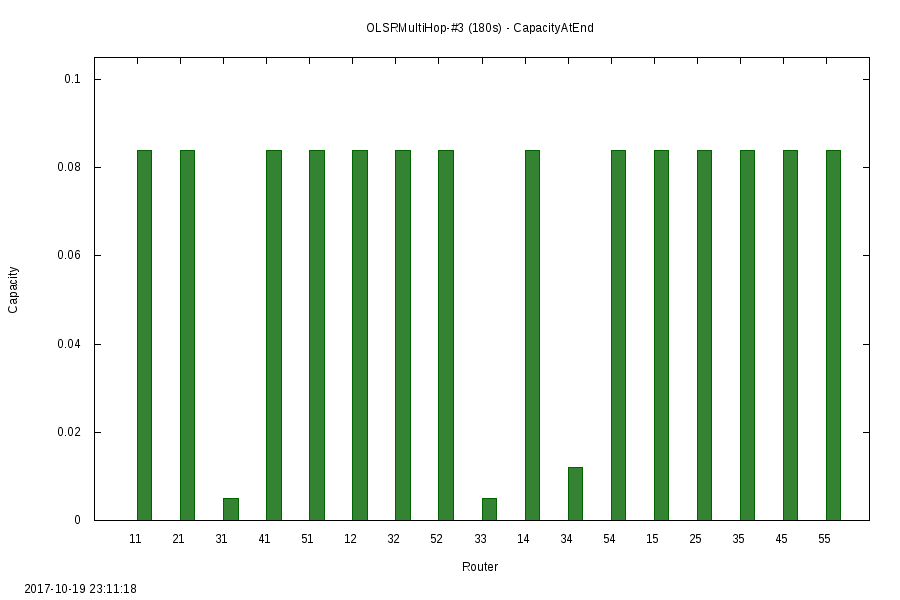 OLSRMultiHop-#3 (180s) - CapacityAtEnd
0.1
0.08
0.06
0.04
0.02
0
Capacity
11 21 31 41 51 12 32 52 33 14 34 54 15 25 35 45 55
Router
2017-10-19 23:11:18